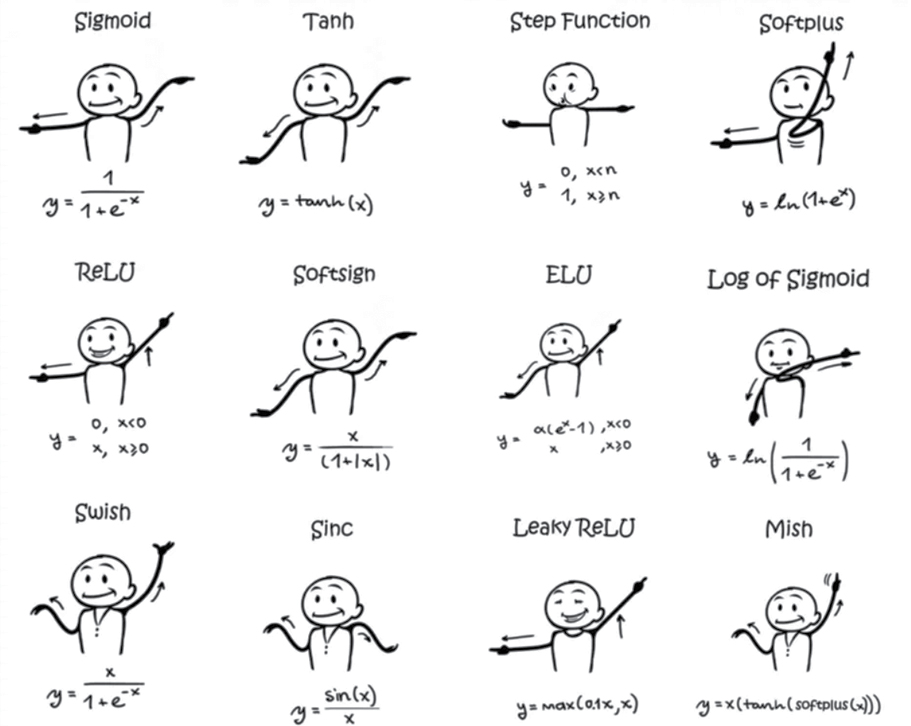 Sigmoid
Tanh
Step Function
Softplus
y = 1/(1+e^-x)
y = tanh(x)
y = 0, x<n
1, x≥n
y = ln(1+e^x)
ReLU
Softsign
ELU
Log of Sigmoid
y = 0, x<0
x, x≥0
y = x/(1+|x|)
y = α(e^x-1), x<0
x, x≥0
y = ln(1/(1+e^-x))
Swish
Sinc
Leaky ReLU
Mish
y = x/(1+e^-x)
y = sin(x)/x
y = max(0.1x, x)
y = x(tanh(softplus(x)))